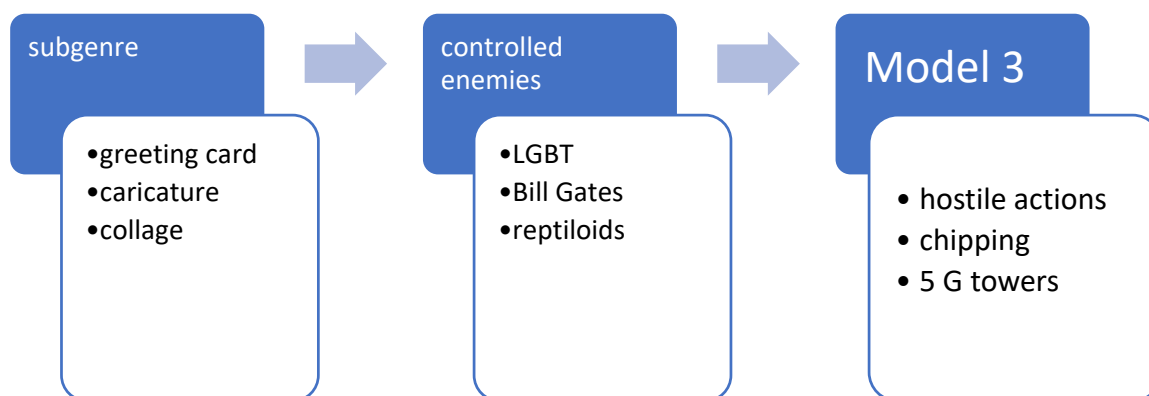 subgenre
•greeting card
•caricature
•collage
controlled
enemies
•LGBT
•Bill Gates
•reptiloids
Model 3
• hostile actions
• chipping
• 5 G towers